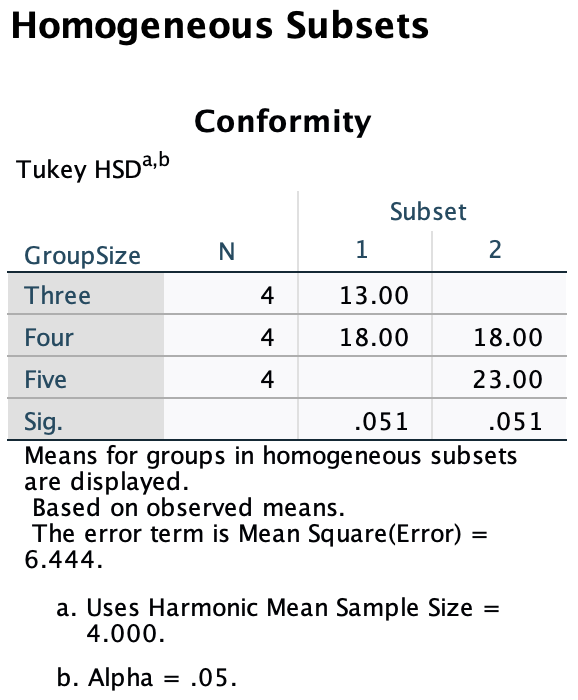 Homogeneous Subsets
Conformity
Tukey HSDa,b
Subset
GroupSize N 1 2
Three 4 13.00
Four 4 18.00 18.00
Five 4 23.00
Sig. .051 .051
Means for groups in homogeneous subsets
are displayed.
Based on observed means.
The error term is Mean Square(Error) =
6.444.
a. Uses Harmonic Mean Sample Size =
4.000.
b. Alpha = .05.